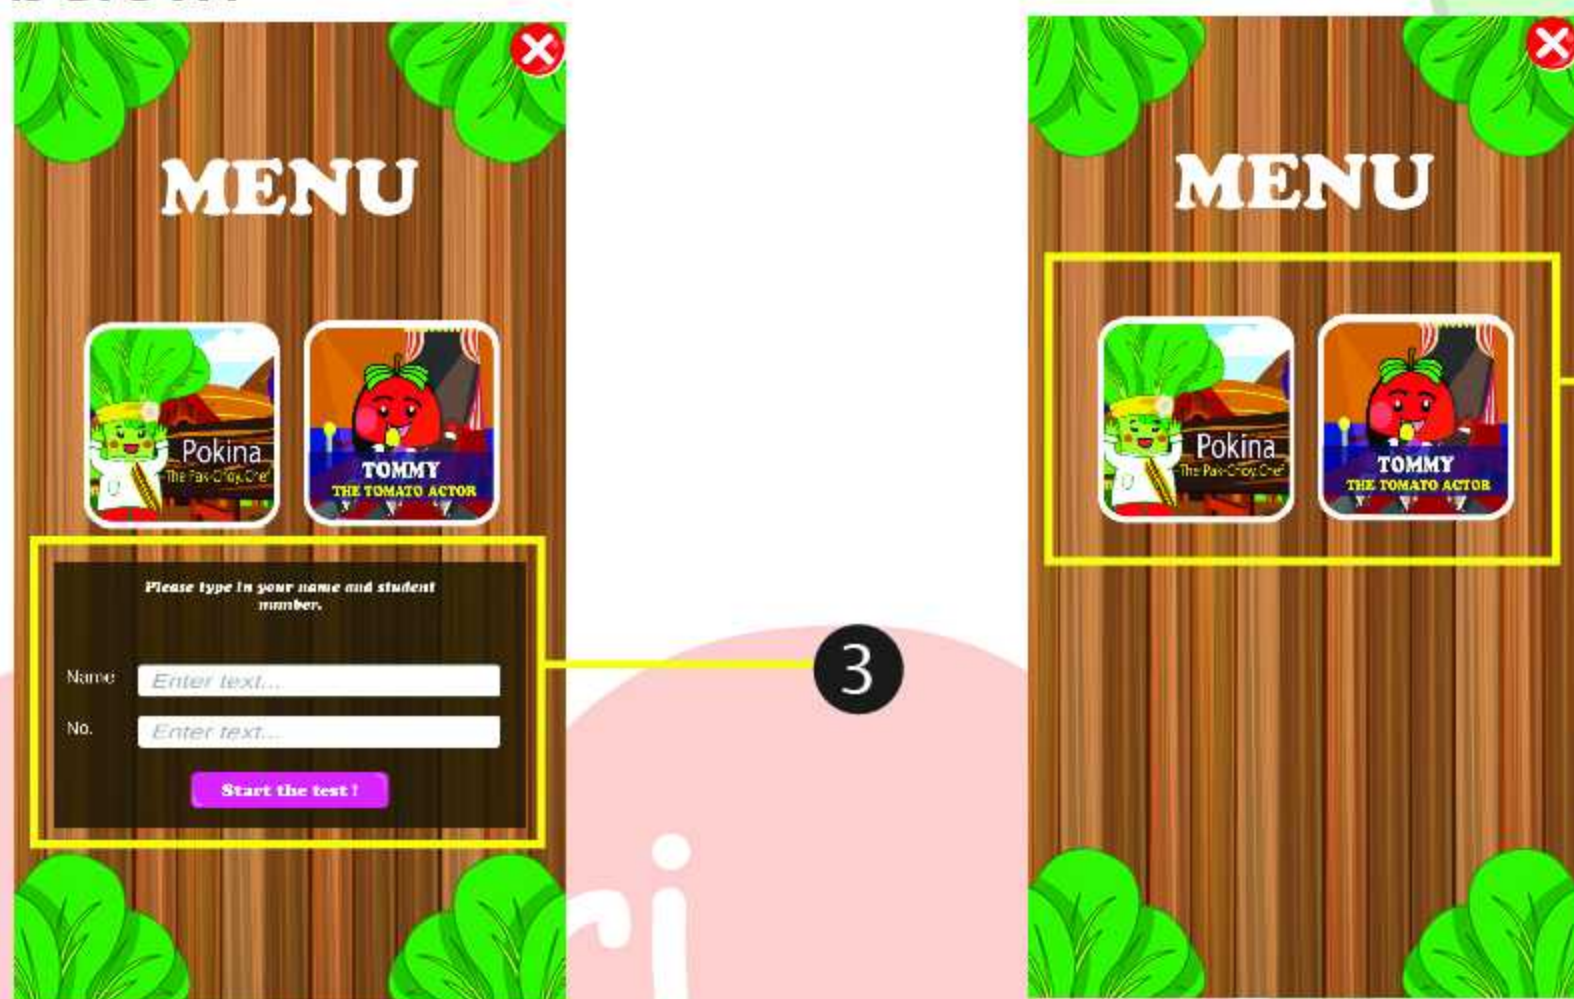 MENU
Pokina
The Pak-Choy Chef
TOMMY
THE TOMATO ACTOR
Please type in your name and student
number.
Name
Enter text...
No.
Enter text...
Start the test !
3
ri
MENU
Pokina
The Pak-Choy Chef
TOMMY
THE TOMATO ACTOR